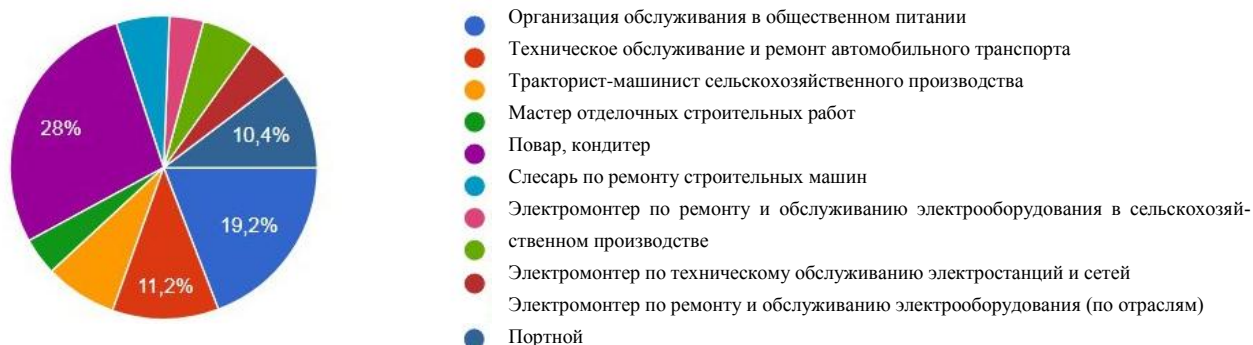 28%
10,4%
19,2%
11,2%
Организация обслуживания в общественном питании
Техническое обслуживание и ремонт автомобильного транспорта
Тракторист-машинист сельскохозяйственного производства
Мастер отделочных строительных работ
Повар, кондитер
Слесарь по ремонту строительных машин
Электромонтер по ремонту и обслуживанию электрооборудования в сельскохозяй-
ственном производстве
Электромонтер по техническому обслуживанию электростанций и сетей
Электромонтер по ремонту и обслуживанию электрооборудования (по отраслям)
Портной